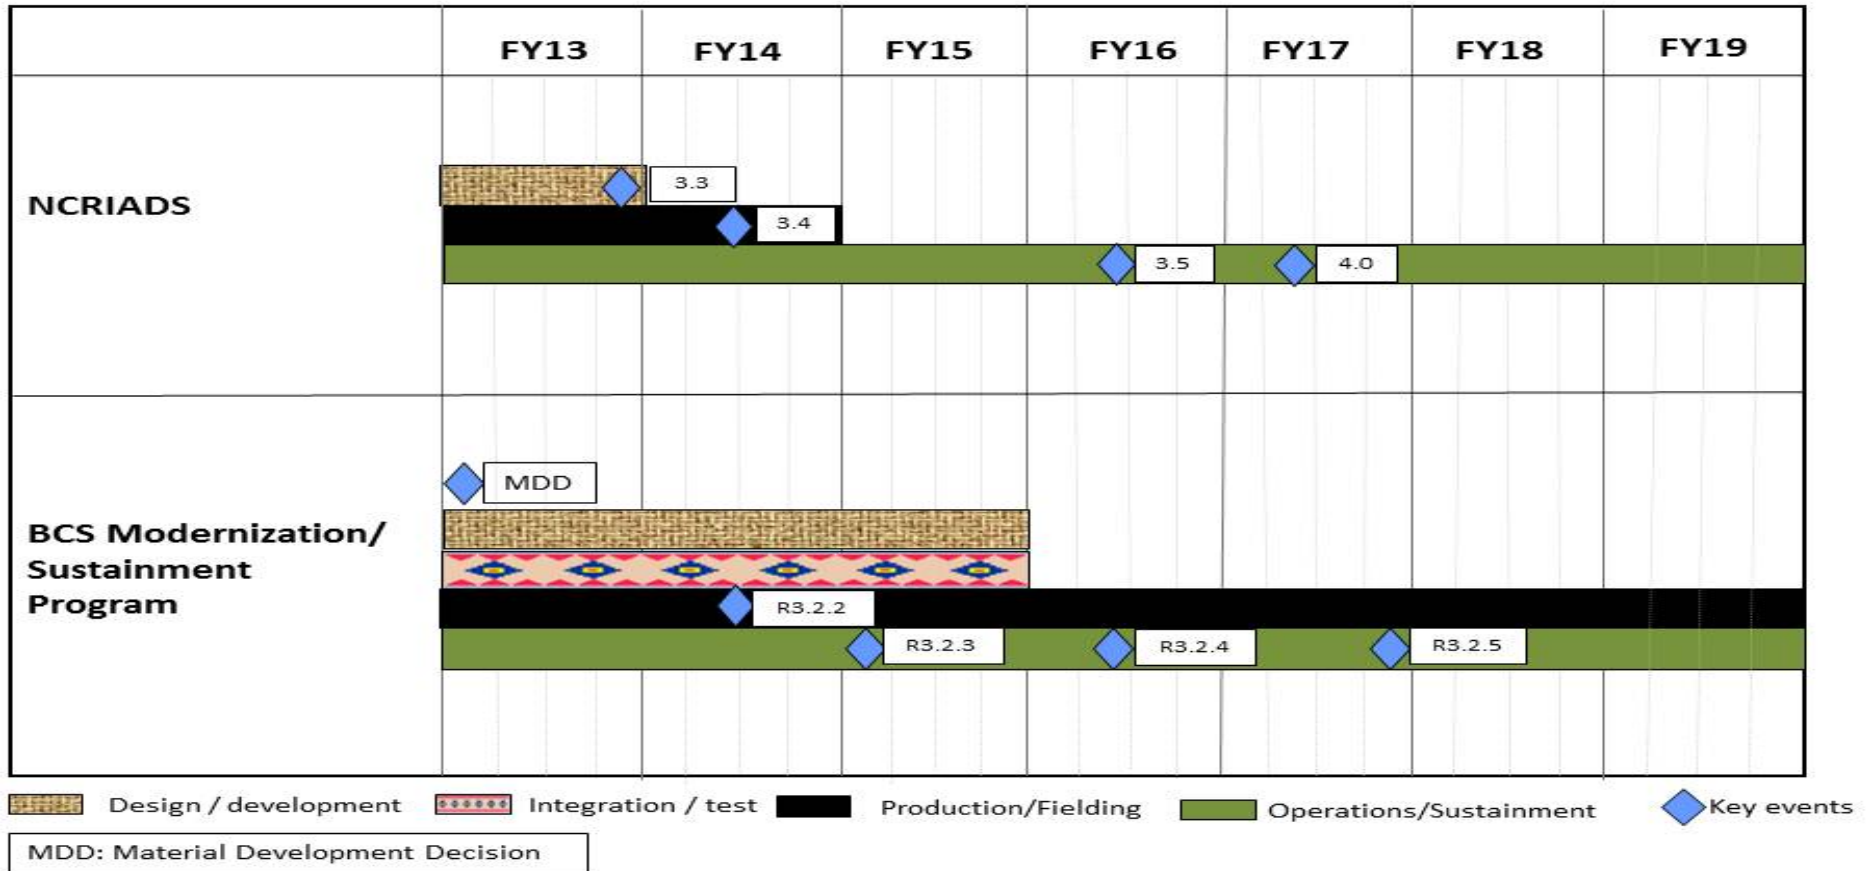 FY13 FY14 FY15 FY16 FY17 FY18 FY19
NCRIADS
3.3
3.4
3.5 4.0
MDD
BCS Modernization/
Sustainment
Program
R3.2.2
R3.2.3 R3.2.4 R3.2.5
Design / development Integration / test Production/Fielding Operations/Sustainment Key events
MDD: Material Development Decision